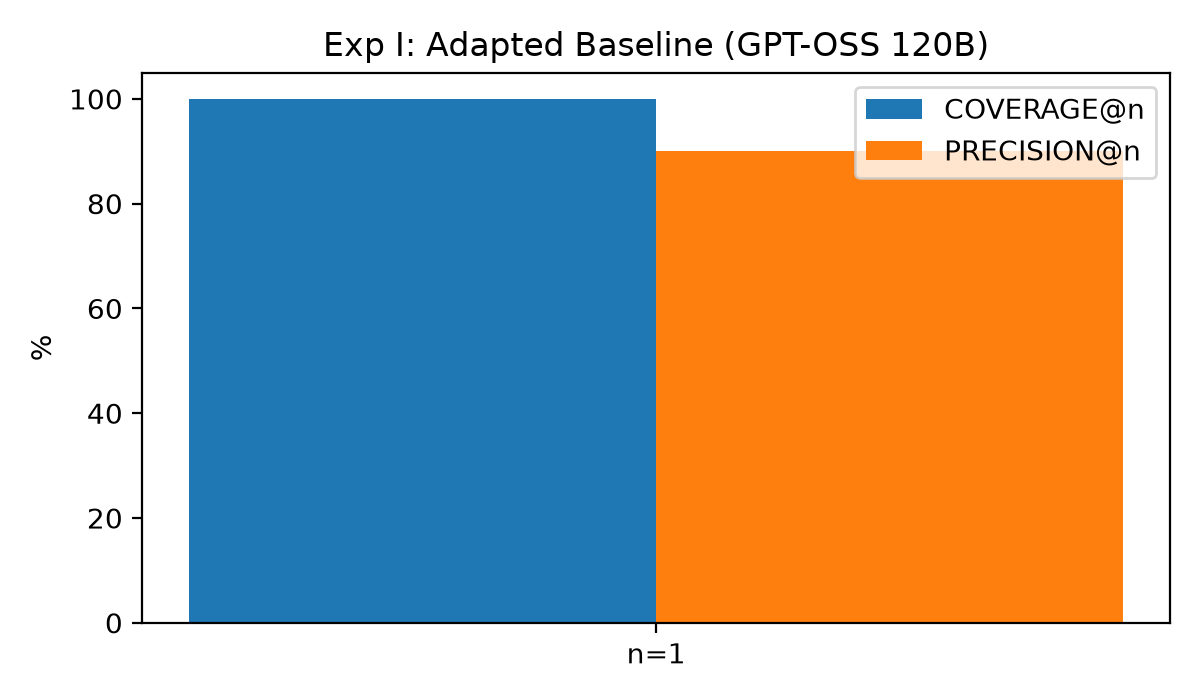 Exp I: Adapted Baseline (GPT-OSS 120B)
COVERAGE@n
PRECISION@n
100
80
60
40
20
0
%
n=1